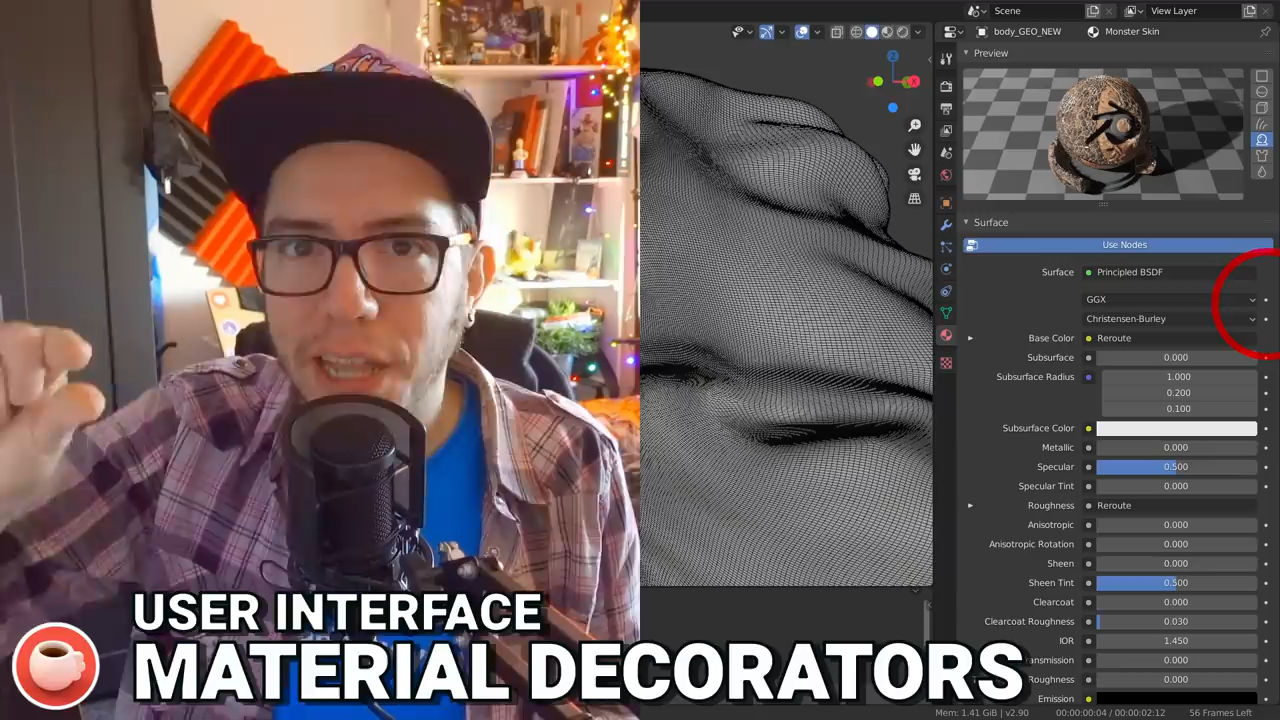 Scene
View Layer
body_GEO_NEW
Monster Skin
Preview
Surface
Use Nodes
Surface
Principled BSDF
GGX
Christensen-Burley
Base Color
Reroute
Subsurface
0.000
Subsurface Radius
1.000
0.200
0.100
Subsurface Color
Metallic
0.000
Specular
0.500
Specular Tint
0.000
Roughness
Reroute
Anisotropic
0.000
Anisotropic Rotation
0.000
Sheen
0.000
Sheen Tint
0.500
Clearcoat
0.000
Clearcoat Roughness
0.030
IOR
1.450
ansmission
0.000
Roughness
0.000
Emission
Mem: 1.41 GiB | v2.90
00:00:00:04 / 00:00:02:12
56 Frames Left
Z
X
USER INTERFACE
MATERIAL DECORATORS